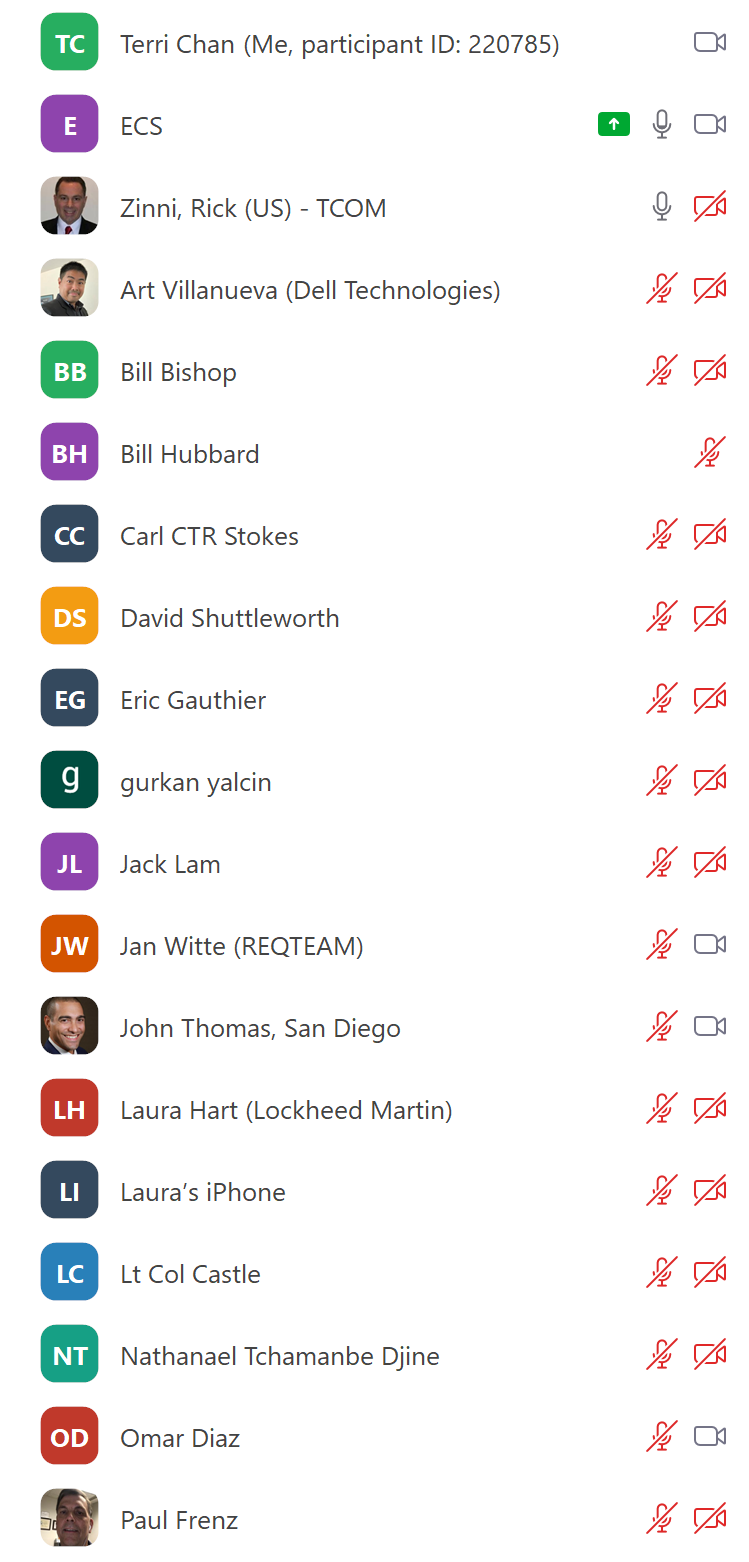 TC Terri Chan (Me, participant ID: 220785)
E ECS
Zinni, Rick (US) - TCOM
Art Villanueva (Dell Technologies)
BB Bill Bishop
BH Bill Hubbard
CC Carl CTR Stokes
DS David Shuttleworth
EG Eric Gauthier
g gurkan yalcin
JL Jack Lam
JW Jan Witte (REQTEAM)
John Thomas, San Diego
LH Laura Hart (Lockheed Martin)
LI Laura’s iPhone
LC Lt Col Castle
NT Nathanael Tchamanbe Djine
OD Omar Diaz
Paul Frenz